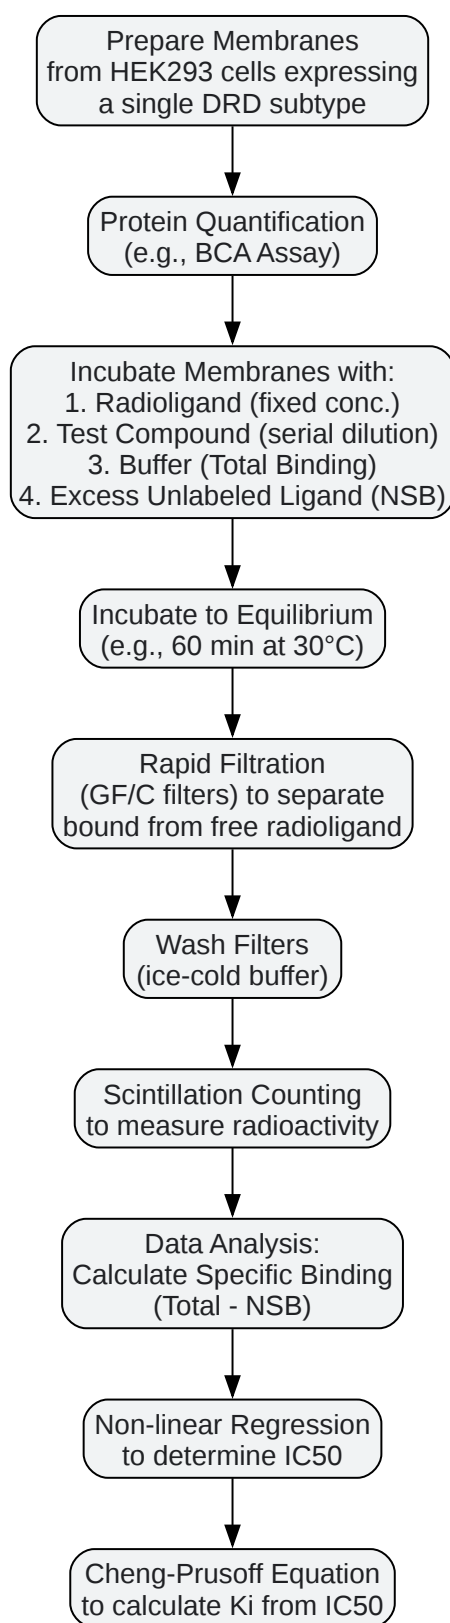 Prepare Membranes
from HEK293 cells expressing
a single DRD subtype
Protein Quantification
(e.g., BCA Assay)
Incubate Membranes with:
1. Radioligand (fixed conc.)
2. Test Compound (serial dilution)
3. Buffer (Total Binding)
4. Excess Unlabeled Ligand (NSB)
Incubate to Equilibrium
(e.g., 60 min at 30°C)
Rapid Filtration
(GF/C filters) to separate
bound from free radioligand
Wash Filters
(ice-cold buffer)
Scintillation Counting
to measure radioactivity
Data Analysis:
Calculate Specific Binding
(Total - NSB)
Non-linear Regression
to determine IC50
Cheng-Prusoff Equation
to calculate Ki from IC50